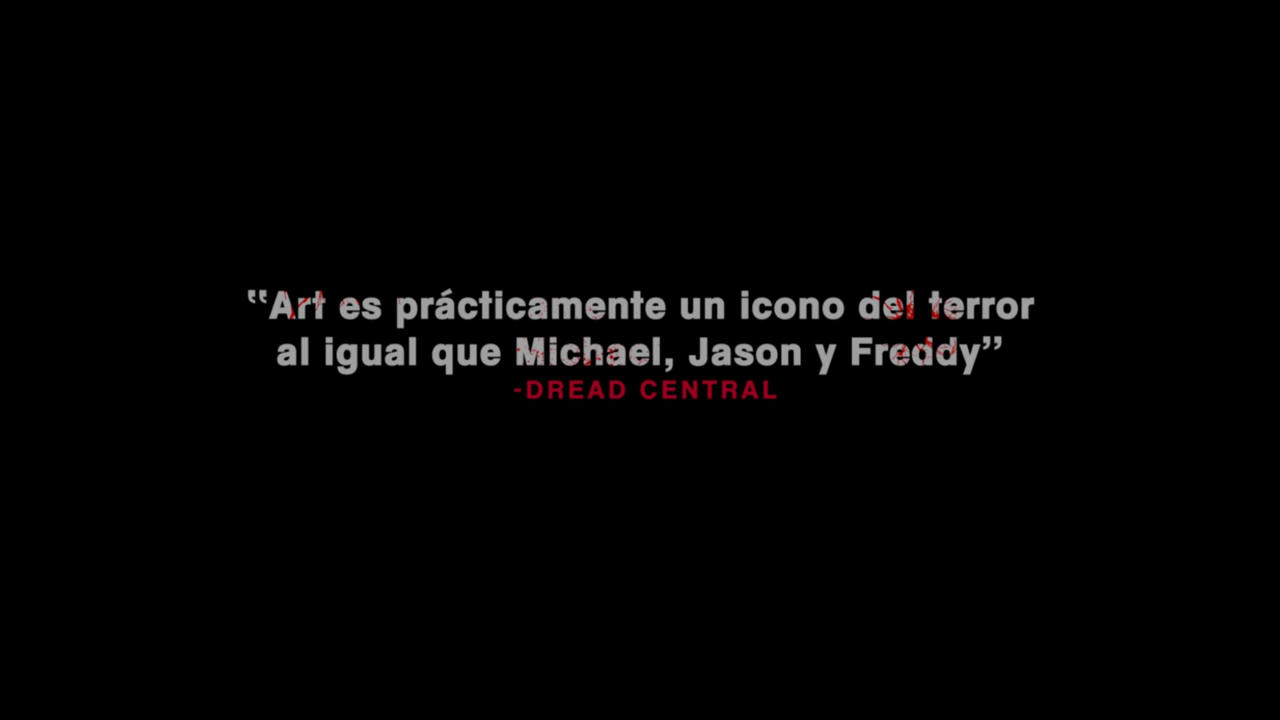 “Art es prácticamente un icono del terror
al igual que Michael, Jason y Freddy”
-DREAD CENTRAL